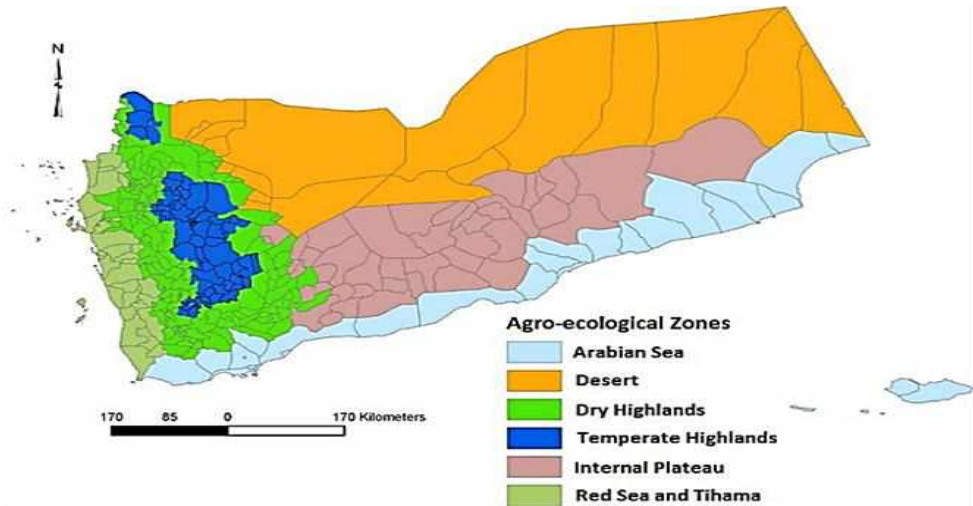 N
170 85 0 170 Kilometers
Agro-ecological Zones
Arabian Sea
Desert
Dry Highlands
Temperate Highlands
Internal Plateau
Red Sea and Tihama